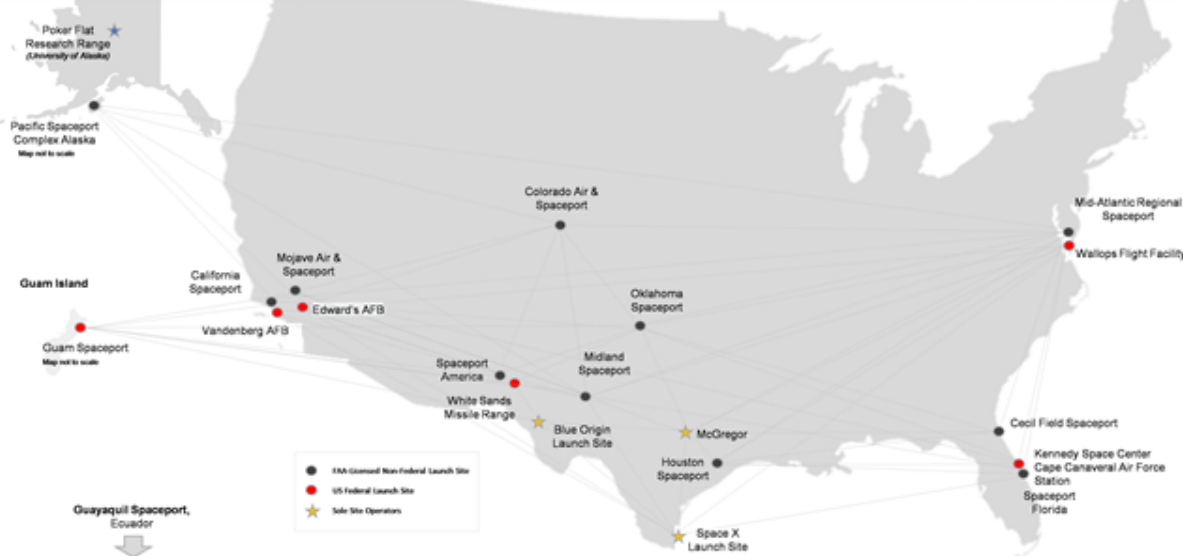 Poker Flat
Research Range
(University of Alaska)
Pacific Spaceport
Complex Alaska
Map not to scale
Colorado Air &
Spaceport
Mid-Atlantic Regional
Spaceport
Wallops Flight Facility
Mojave Air &
Spaceport
California
Spaceport
Edward's AFB
Vandenberg AFB
Guam Island
Guam Spaceport
Map not to scale
Oklahoma
Spaceport
Midland
Spaceport
Spaceport
America
White Sands
Missile Range
Blue Origin
Launch Site
McGregor
Houston
Spaceport
Cecil Field Spaceport
Kennedy Space Center
Cape Canaveral Air Force
Station
Spaceport
Florida
Space X
Launch Site
FAA-Licensed Non-Federal Launch Site
US Federal Launch Site
Sole Site Operators
Guayaquil Spaceport,
Ecuador